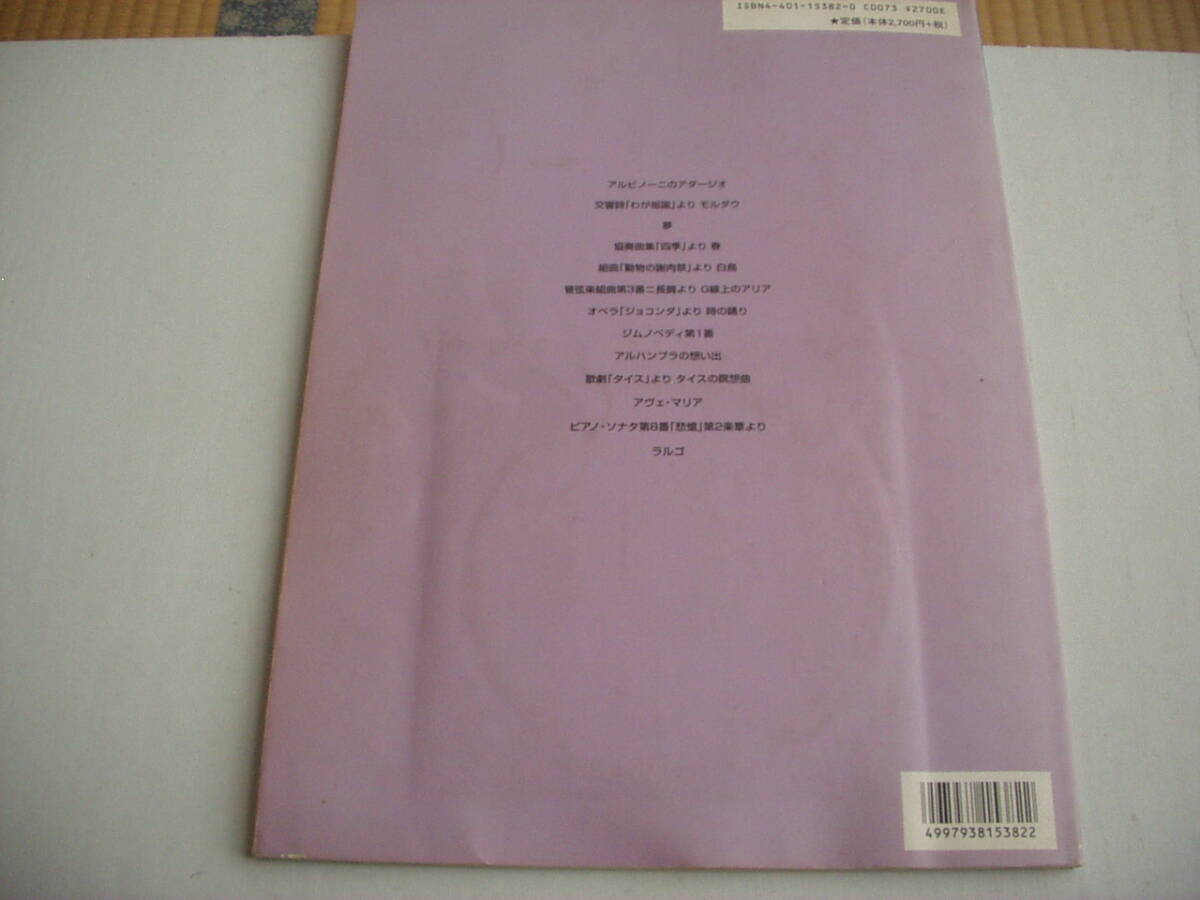 ISBN4-401-15382-0 C0073 ¥2700E
★定価(本体2,700円+税)
アルビノーニのアダージオ
交響詩「わが祖国」より モルダウ
夢
協奏曲集「四季」より 春
組曲「動物の謝肉祭」より 白鳥
管弦楽組曲第3番ニ長調より G線上のアリア
オペラ「ジョコンダ」より 時の踊り
ジムノペディ第1番
アルハンブラの想い出
歌劇「タイス」より タイスの瞑想曲
アヴェ・マリア
ピアノ・ソナタ第8番「悲愴」第2楽章より
ラルゴ
4997938153822